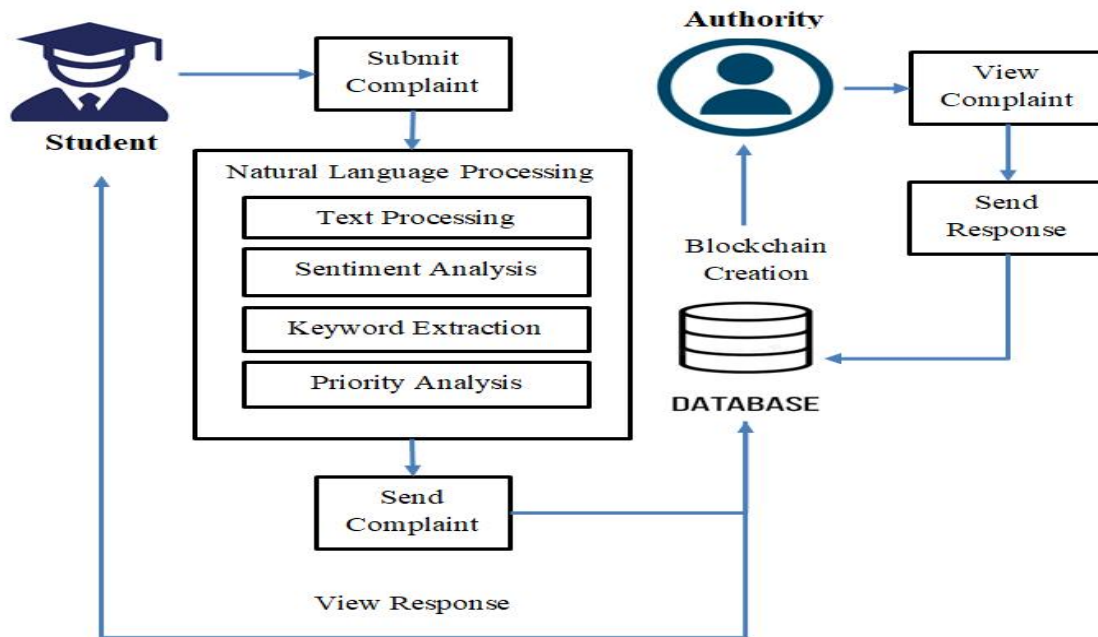 Authority
Submit
Complaint
View
Complaint
Student
Natural Language Processing
Text Processing
Sentiment Analysis
Keyword Extraction
Priority Analysis
Send
Response
Blockchain
Creation
DATABASE
Send
Complaint
View Response